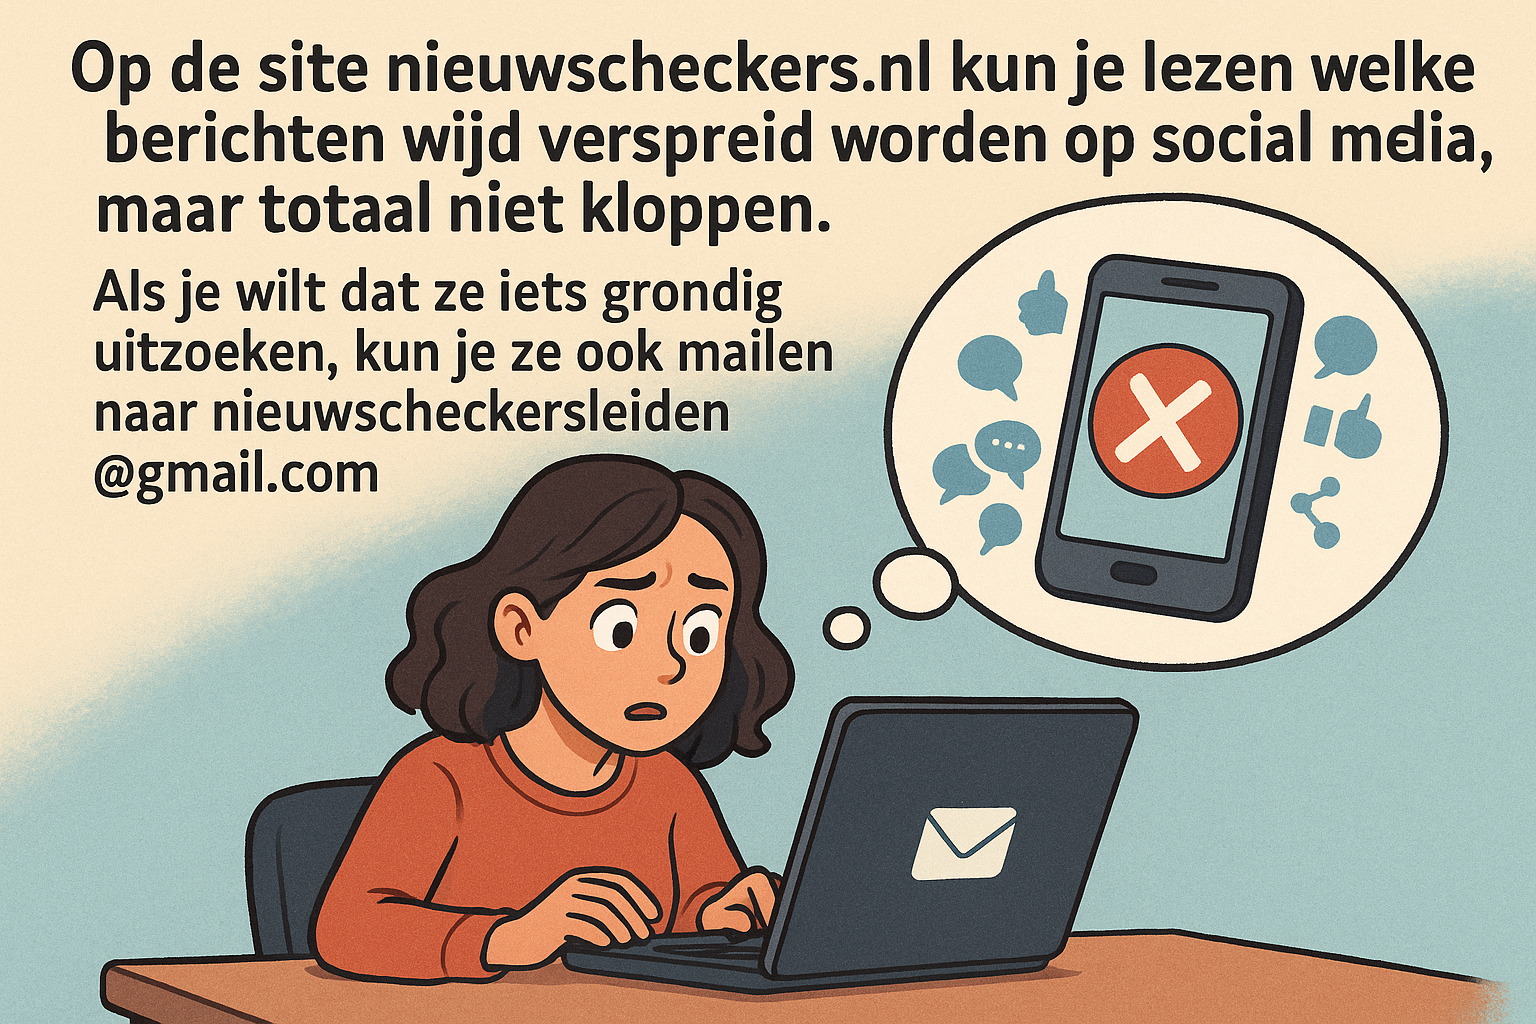 Op de site nieuwscheckers.nl kun je lezen welke
berichten wijd verspreid worden op social mdia,
maar totaal niet kloppen.
Als je wilt dat ze iets grondig
uitzoeken, kun je ze ook mailen
naar nieuwscheckersleiden
@gmail.com